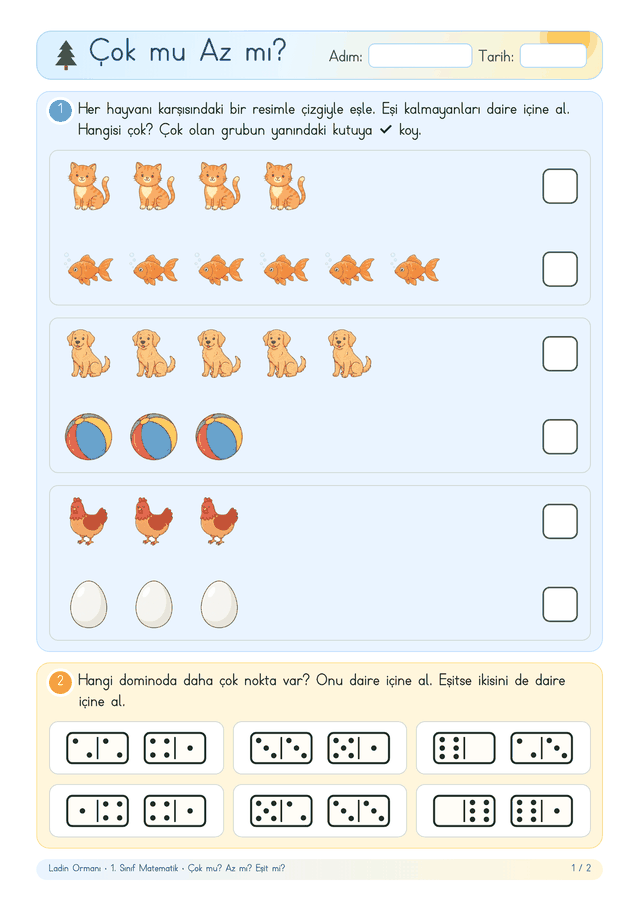 Çok mu Az mı?
Adım:
Tarih:
1
Her hayvanı karşısındaki bir resimle çizgiyle eşle. Eşi kalmayanları daire içine al.
Hangisi çok? Çok olan grubun yanındaki kutuya ✔ koy.
2
Hangi dominoda daha çok nokta var? Onu daire içine al. Eşitse ikisini de daire
içine al.
Ladin Ormanı • 1. Sınıf Matematik • Çok mu? Az mı? Eşit mi?
1 / 2